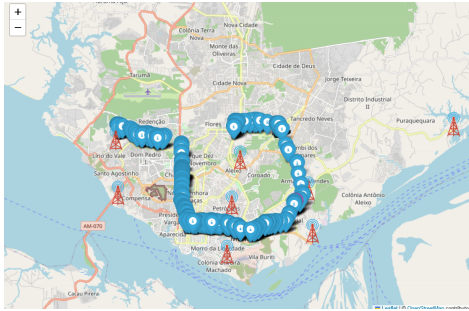 +
−
Nova Cidade
Colônia Terra
Nova
Monte das
Oliveiras
Cidade de Deus
Tarumã
Cidade Nova
Jorge Teixeira
Distrito Industrial
II
Redenção
Flores
Tancredo Neves
Puraquequara
Lírio do Vale
Dom Pedro
Santo Agostinho
Aleixo
Coroado
Compensa
Colônia Antônio
Aleixo
AM-070
Aparecida
Morro da Liberdade
Vila Buriti
Colônia Oliveira
Machado
Cacau Pirera
Leaflet | © OpenStreetMap contributo